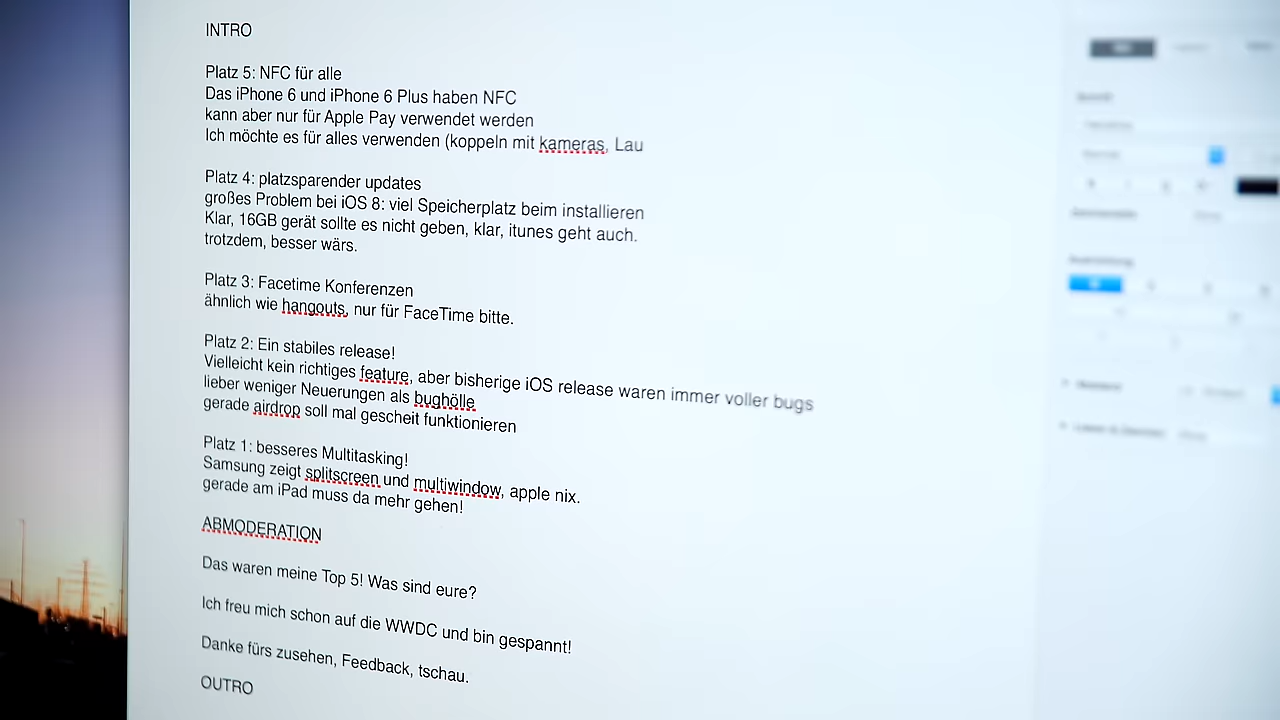 INTRO
Platz 5: NFC für alle
Das iPhone 6 und iPhone 6 Plus haben NFC
kann aber nur für Apple Pay verwendet werden
Ich möchte es für alles verwenden (koppeln mit kameras, Lau
Platz 4: platzsparender updates
großes Problem bei iOS 8: viel Speicherplatz beim installieren
Klar, 16GB gerät sollte es nicht geben, klar, itunes geht auch.
trotzdem, besser wärs.
Platz 3: Facetime Konferenzen
ähnlich wie hangouts, nur für FaceTime bitte.
Platz 2: Ein stabiles release!
Vielleicht kein richtiges feature, aber bisherige iOS release waren immer voller bugs
lieber weniger Neuerungen als bughölle
gerade airdrop soll mal gescheit funktionieren
Platz 1: besseres Multitasking!
Samsung zeigt splitscreen und multiwindow, apple nix.
gerade am iPad muss da mehr gehen!
ABMODERATION
Das waren meine Top 5! Was sind eure?
Ich freu mich schon auf die WWDC und bin gespannt!
Danke fürs zusehen, Feedback, tschau.
OUTRO